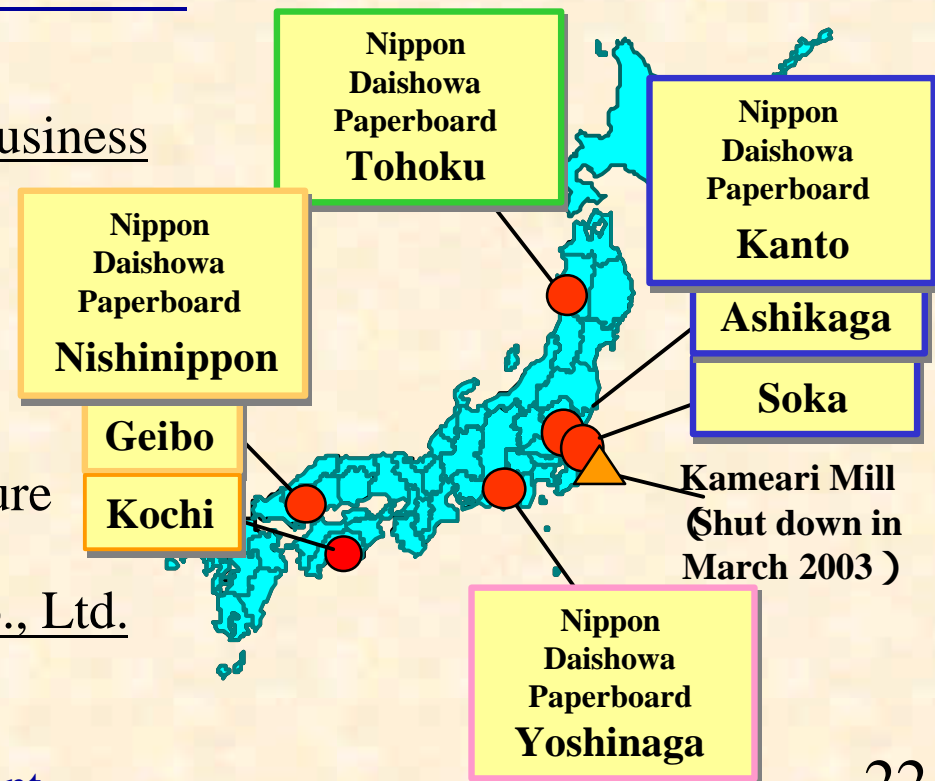 Nippon
Daishowa
Paperboard
Tohoku
usiness
Nippon
Daishowa
Paperboard
Kanto
Nippon
Daishowa
Paperboard
Nishinippon
Ashikaga
Soka
Geibo
Kochi
ure
Kameari Mill
(Shut down in
March 2003 )
., Ltd.
Nippon
Daishowa
Paperboard
Yoshinaga